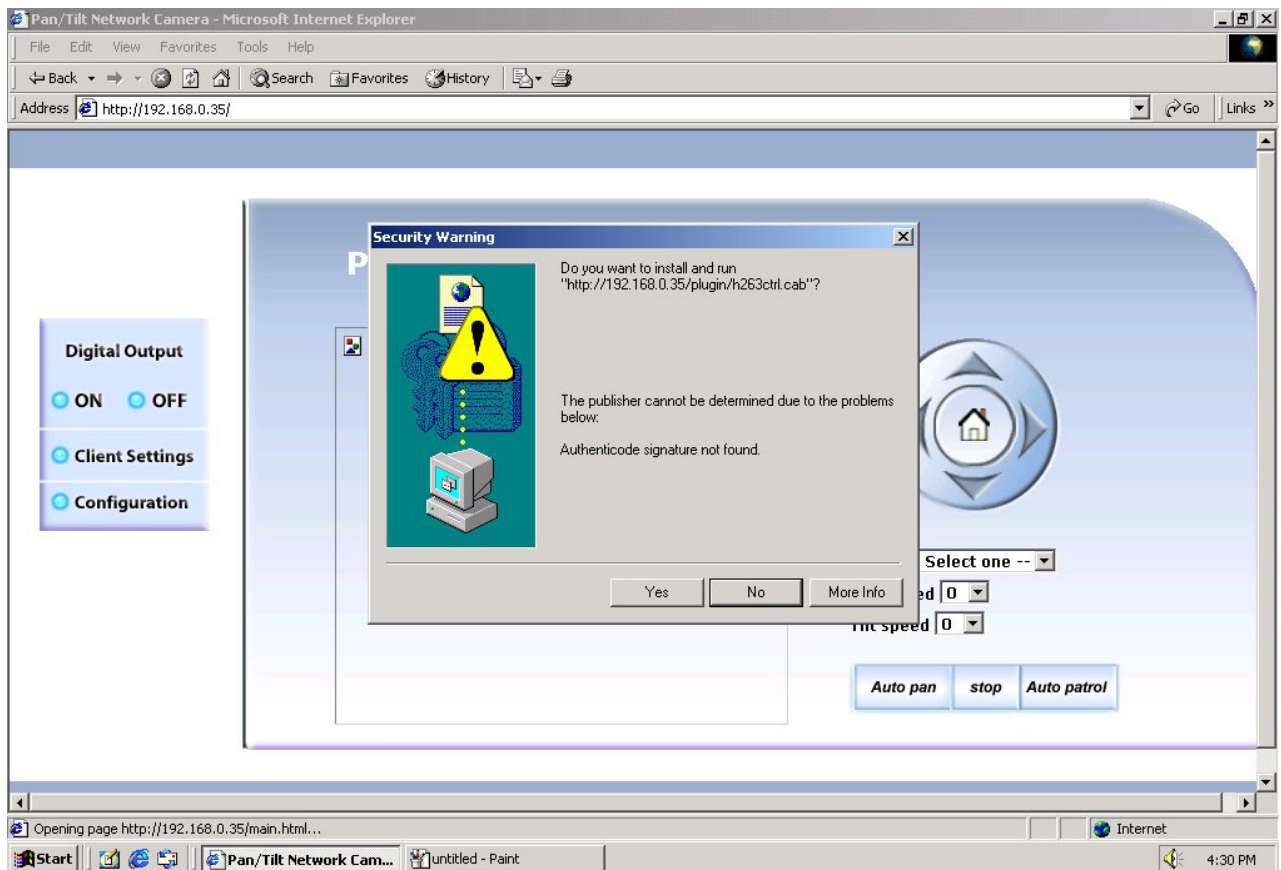 Pan/Tilt Network Camera - Microsoft Internet Explorer
File Edit View Favorites Tools Help
Back Search Favorites History
Address http://192.168.0.35/ Go Links »
P
Security Warning
Do you want to install and run
"http://192.168.0.35/plugin/h263ctrl.cab"?
The publisher cannot be determined due to the problems
below:
Authenticode signature not found.
Yes No More Info
Digital Output
ON OFF
Client Settings
Configuration
Select one --
ed 0
Tilt speed 0
Auto pan stop Auto patrol
Opening page http://192.168.0.35/main.html... Internet
Start Pan/Tilt Network Cam... untitled - Paint 4:30 PM